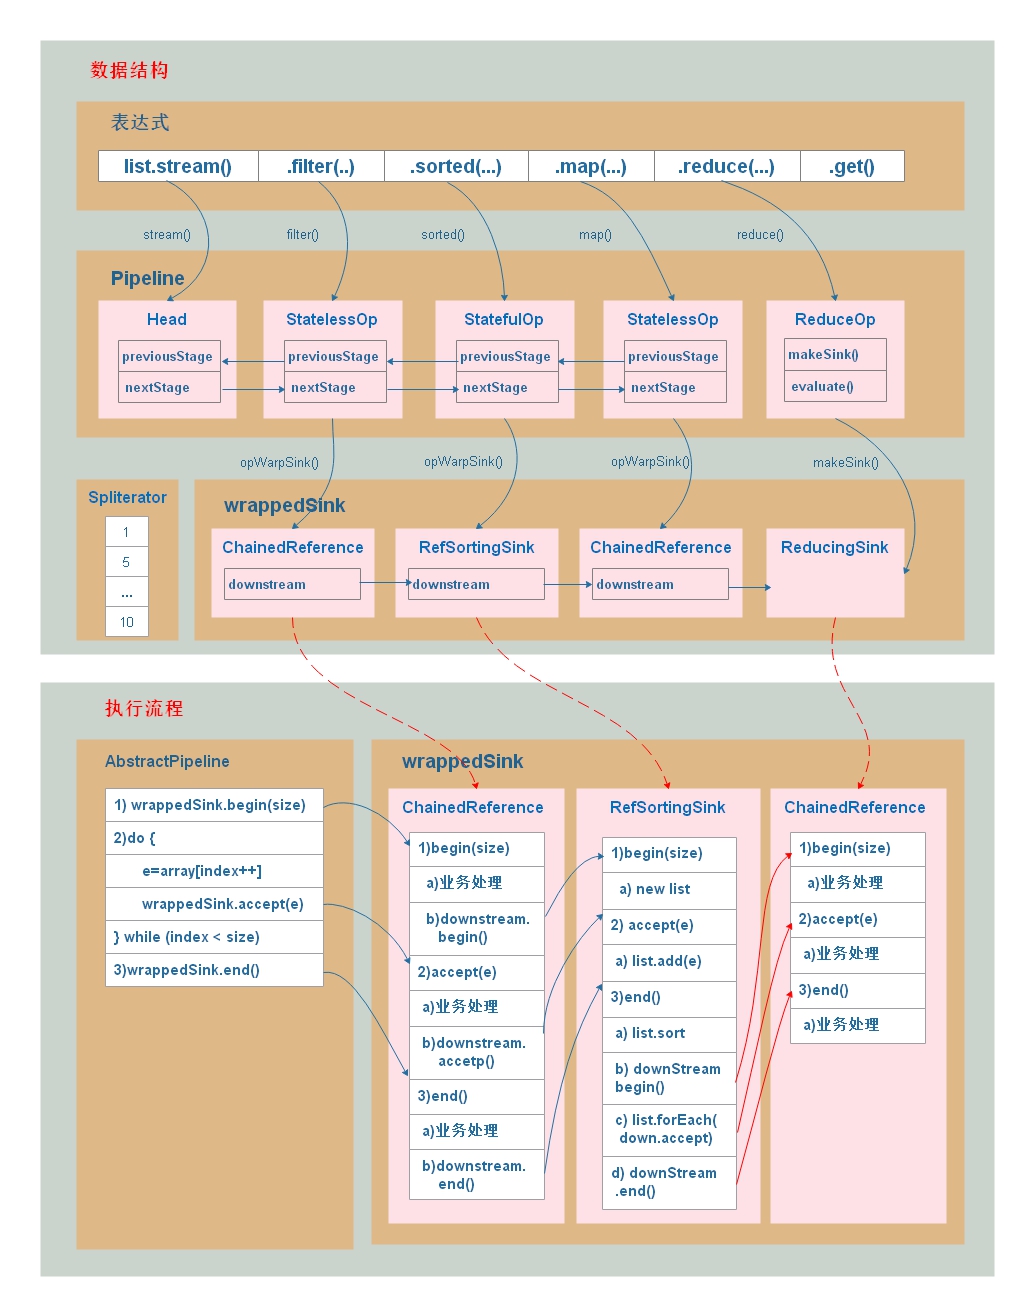 数据结构
表达式
list.stream() .filter(..) .sorted(...) .map(...) .reduce(...) .get()
stream() filter() sorted() map() reduce()
Pipeline
Head StatelessOp StatefulOp StatelessOp ReduceOp
previousStage previousStage previousStage previousStage makeSink()
nextStage nextStage nextStage nextStage evaluate()
opWarpSink() opWarpSink() opWarpSink() makeSink()
Spliterator
1
5
...
10
wrappedSink
ChainedReference RefSortingSink ChainedReference ReducingSink
downstream downstream downstream
执行流程
AbstractPipeline
1) wrappedSink.begin(size)
2)do {
e=array[index++]
wrappedSink.accept(e)
} while (index < size)
3)wrappedSink.end()
wrappedSink
ChainedReference
1)begin(size)
a)业务处理
b)downstream.
begin()
2)accept(e)
a)业务处理
b)downstream.
accetp()
3)end()
a)业务处理
b)downstream.
end()
RefSortingSink
1)begin(size)
a) new list
2) accept(e)
a) list.add(e)
3)end()
a) list.sort
b) downStream
begin()
c) list.forEach(
down.accept)
d) downStream
.end()
ChainedReference
1)begin(size)
a)业务处理
2)accept(e)
a)业务处理
3)end()
a)业务处理